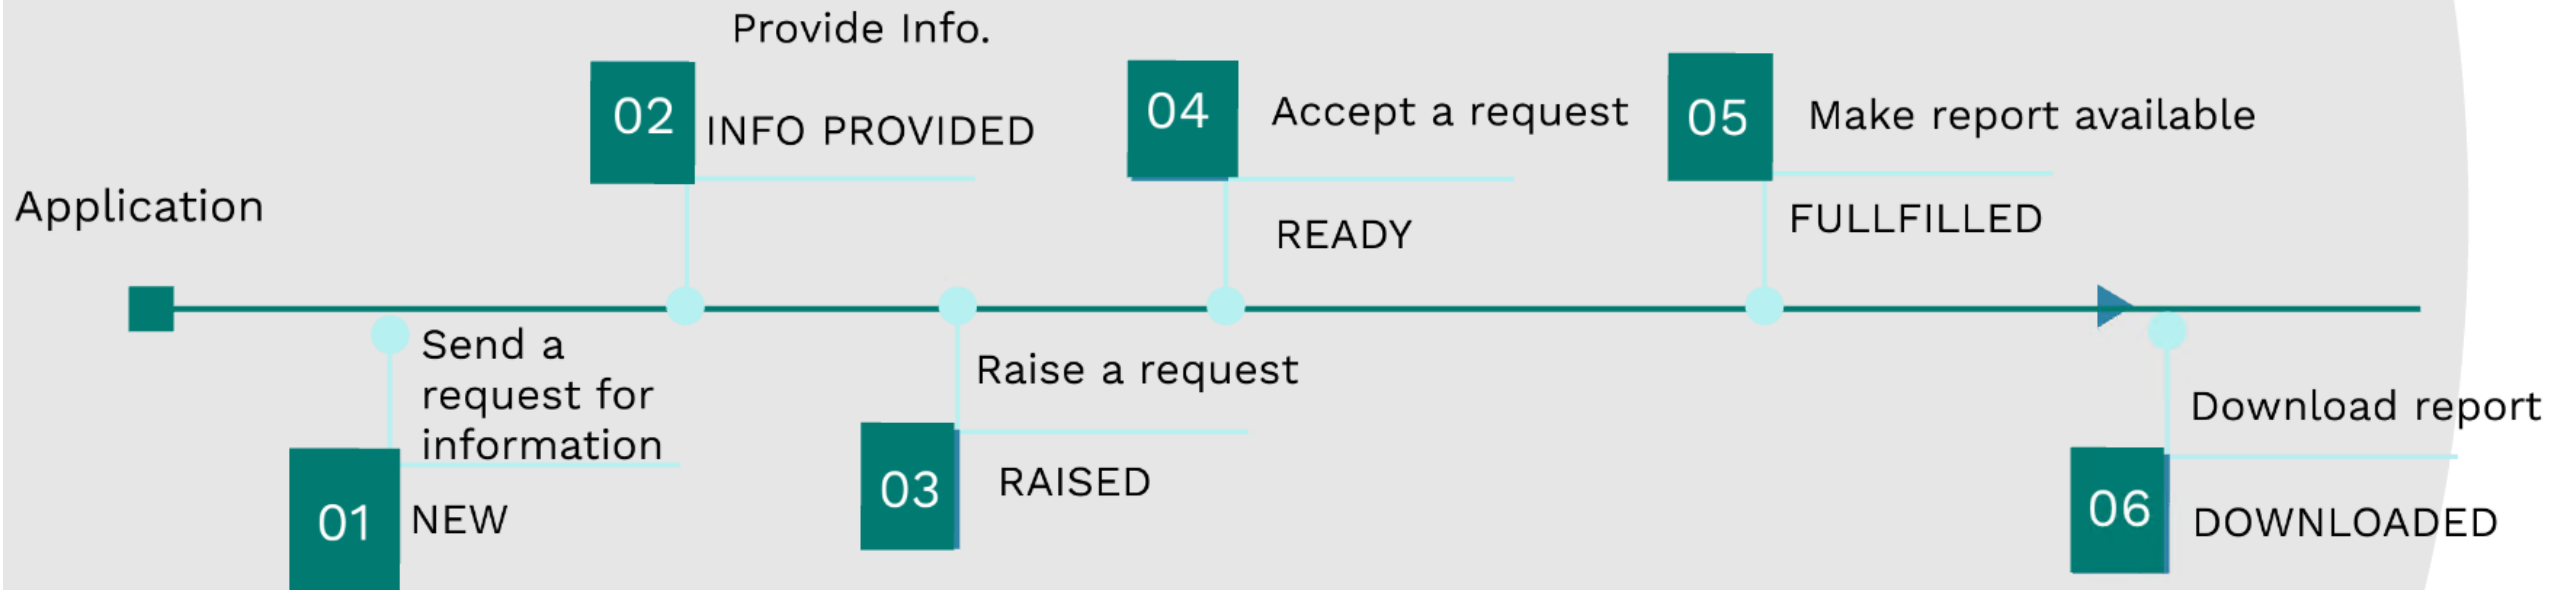 Application
01
Send a
request for
information
NEW
02
Provide Info.
INFO PROVIDED
03
Raise a request
RAISED
04
Accept a request
READY
05
Make report available
FULLFILLED
06
Download report
DOWNLOADED